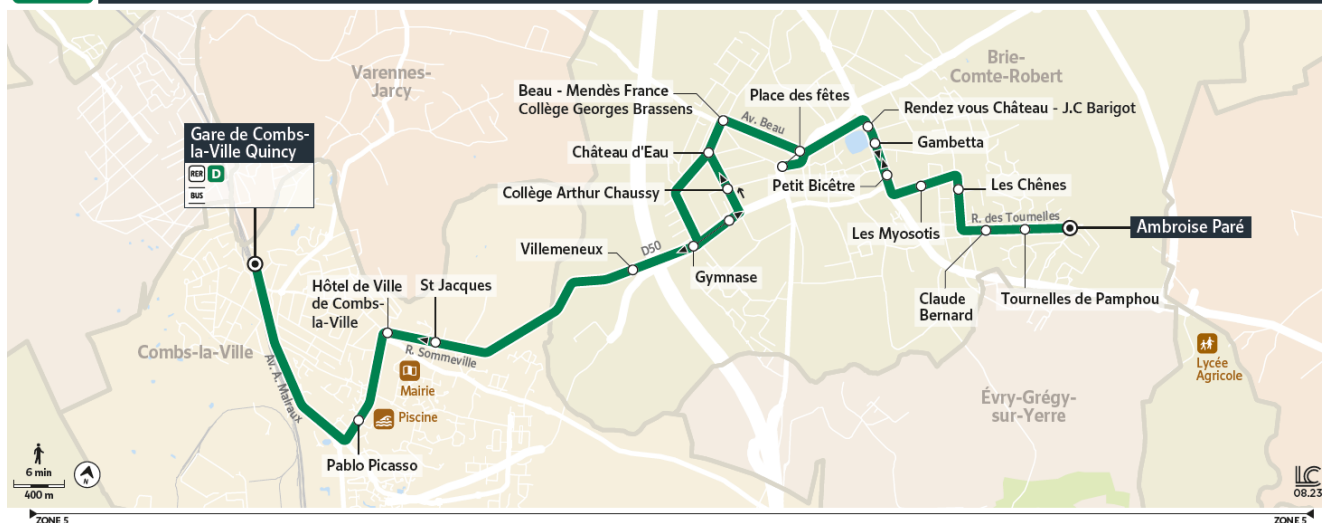 Varennes-
Jarcy
Brie-
Comte-Robert
Beau - Mendès France
Collège Georges Brassens
Place des fêtes
Av. Beau
Rendez vous Château - J.C Barigot
Gare de Combs-
la-Ville Quincy
RER D
BUS
Château d'Eau
Gambetta
Collège Arthur Chaussy
Petit Bicêtre
Les Chênes
R. des Tournelles
Ambroise Paré
Les Myosotis
Villemeneux
D50
Gymnase
Hôtel de Ville
de Combs-
la-Ville
St Jacques
Claude
Bernard
Tournelles de Pamphou
Combs-la-Ville
Av. A. Malraux
R. Sommeville
Mairie
Piscine
Lycée
Agricole
Évry-Grégy-
sur-Yerre
Pablo Picasso
6 min
400 m
N
LC
08.23
ZONE 5
ZONE 5